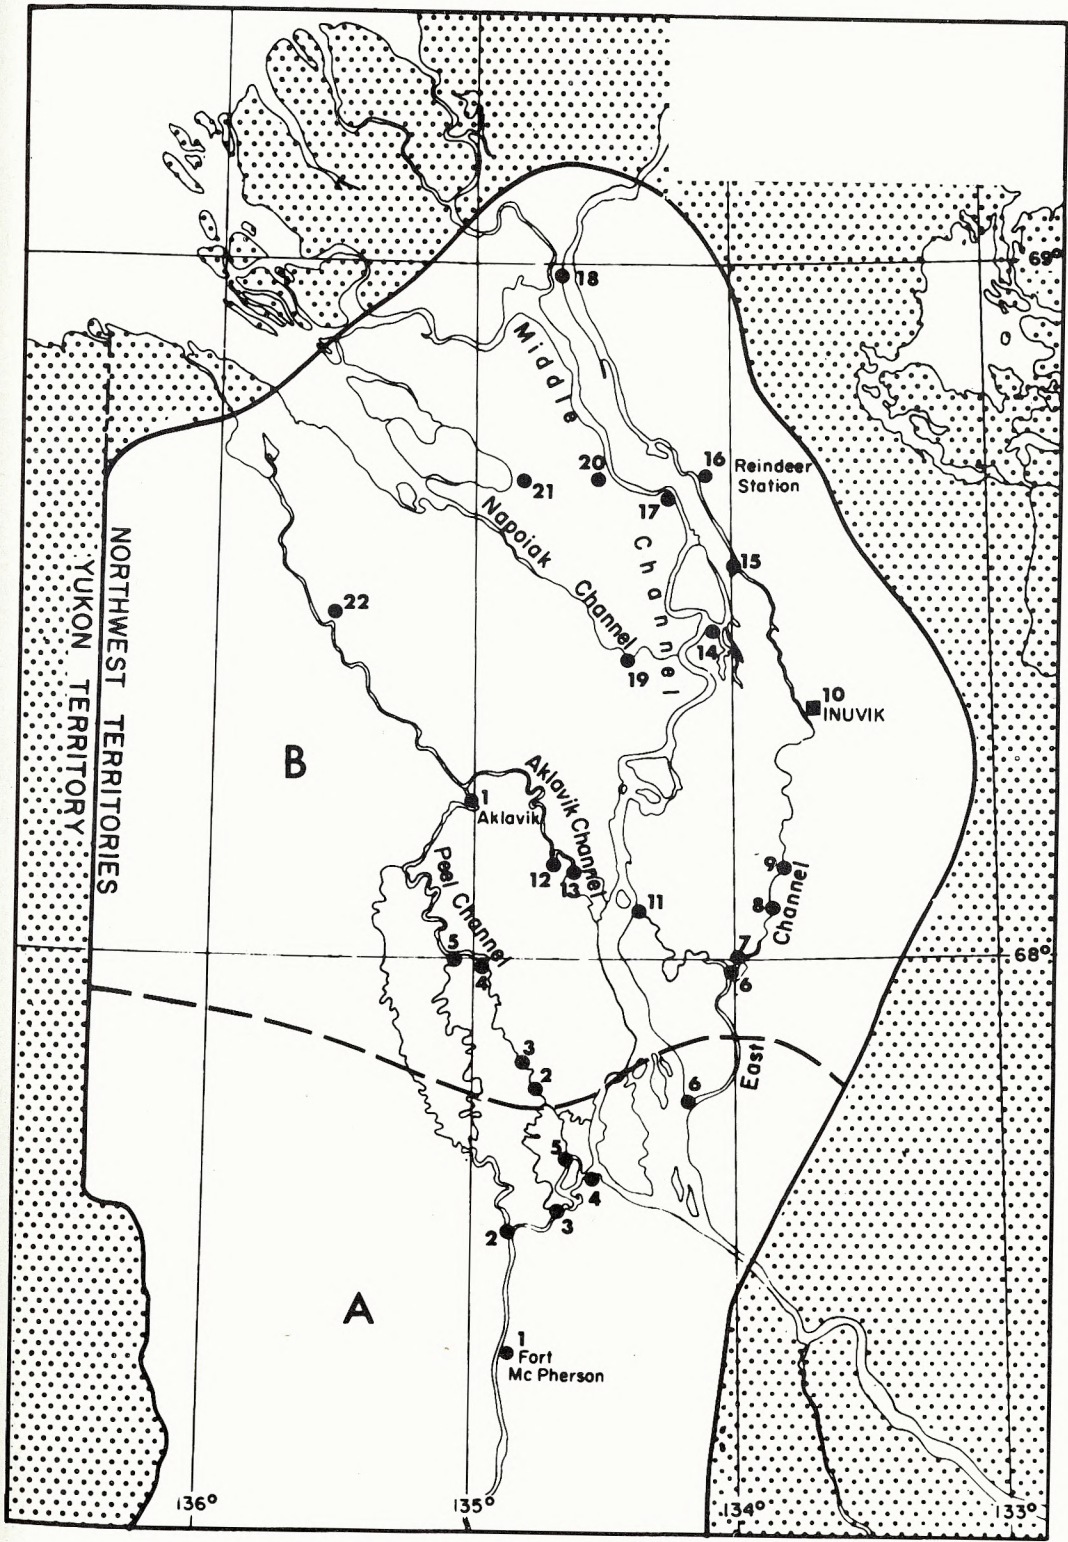 69°
18
Middle
16
Reindeer
Station
20
21
17
Napoiak
Channel
Channel
15
NORTHWEST TERRITORIES
YUKON TERRITORY
22
14
19
10
INUVIK
B
1
Aklavik
Aklavik Channel
12
13
9
8
Channel
11
Peel Channel
5
4
7
6
68°
3
2
East
6
5
4
3
2
A
1
Fort
Mc Pherson
136°
135°
134°
133°